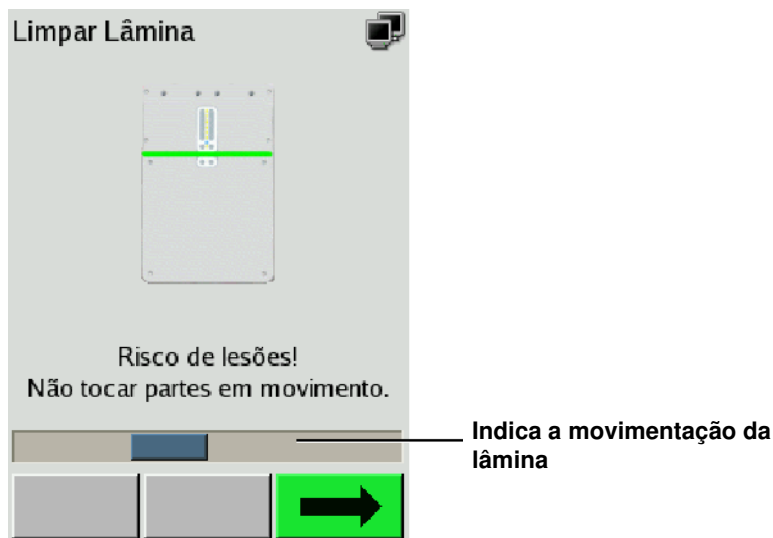 Limpar Lâmina
Risco de lesões!
Não tocar partes em movimento.
Indica a movimentação da
lâmina